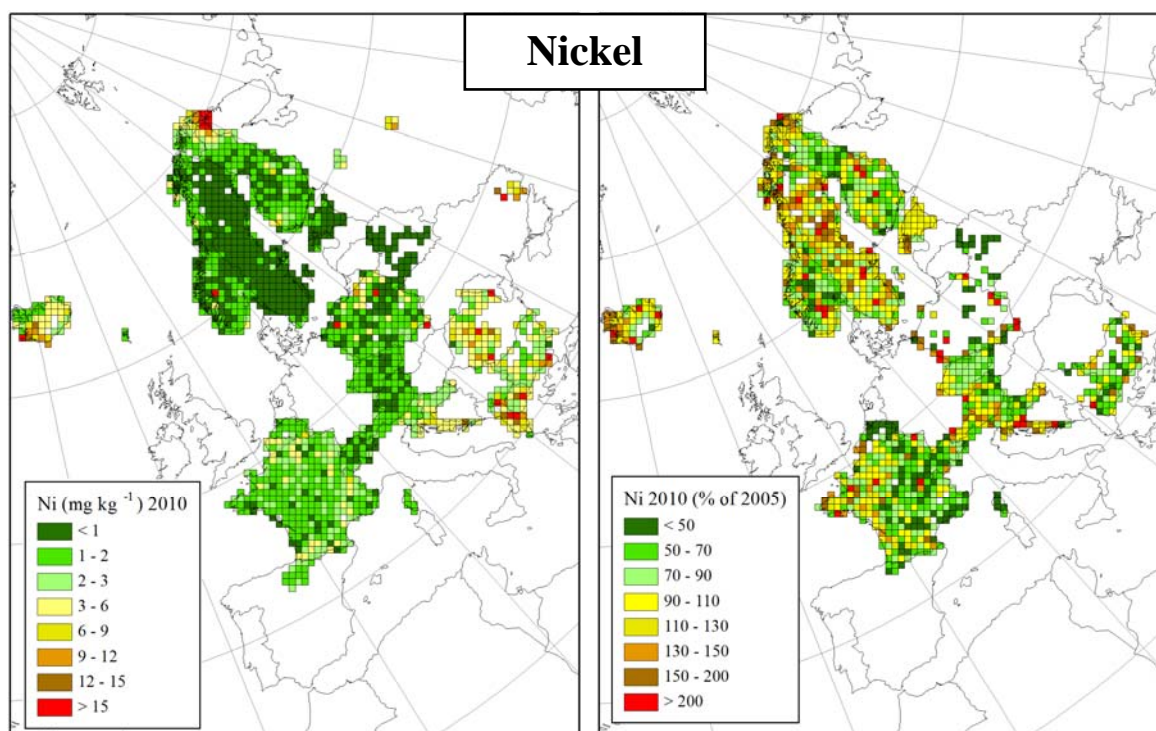 Nickel
Ni (mg kg ⁻¹) 2010
< 1
1 - 2
2 - 3
3 - 6
6 - 9
9 - 12
12 - 15
> 15
Ni 2010 (% of 2005)
< 50
50 - 70
70 - 90
90 - 110
110 - 130
130 - 150
150 - 200
> 200